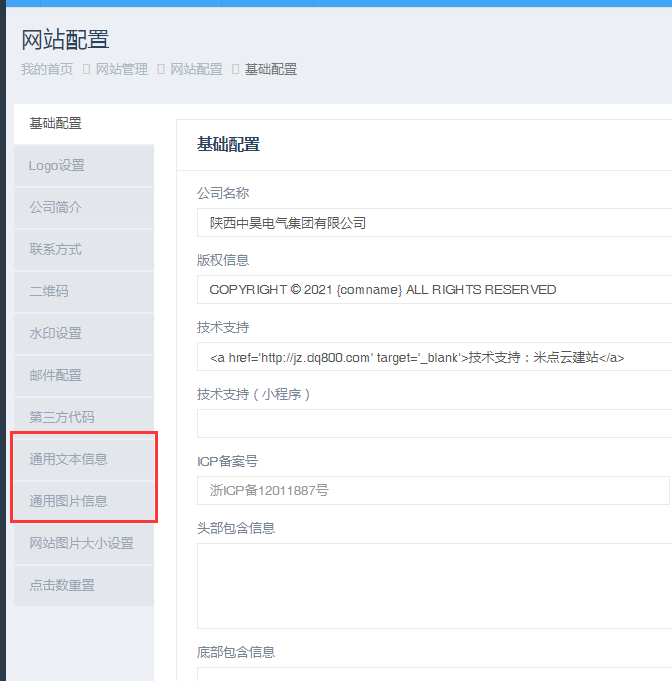 网站配置
我的首页 网站管理 网站配置 基础配置
基础配置
Logo设置
公司简介
联系方式
二维码
水印设置
邮件配置
第三方代码
通用文本信息
通用图片信息
网站图片大小设置
点击数重置
基础配置
公司名称
陕西中昊电气集团有限公司
版权信息
COPYRIGHT © 2021 {comname} ALL RIGHTS RESERVED
技术支持
<a href='http://jz.dq800.com' target='_blank'>技术支持：米点云建站</a>
技术支持（小程序）
ICP备案号
浙ICP备12011887号
头部包含信息
底部包含信息